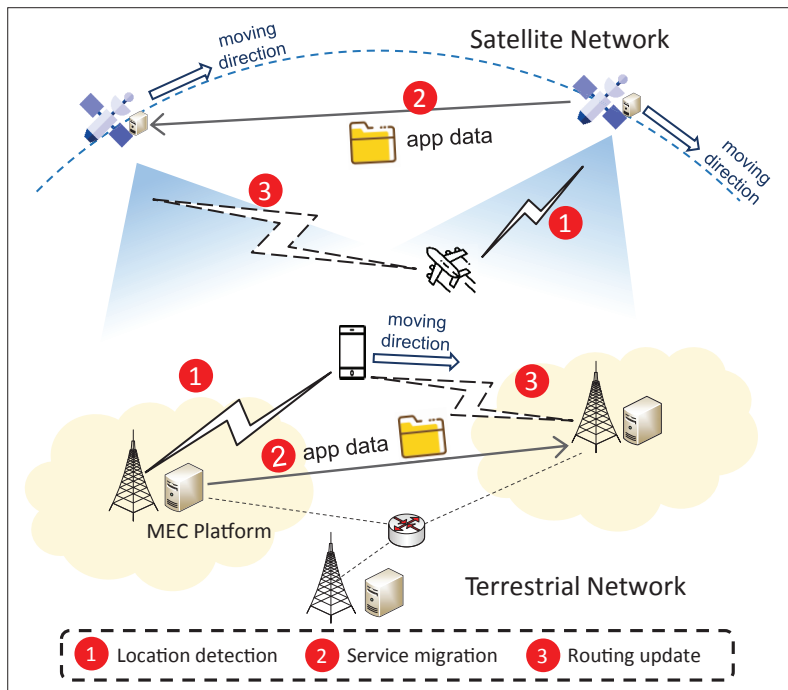 moving
direction
Satellite Network
2
app data
moving
direction
3
1
moving
direction
1
3
2 app data
MEC Platform
Terrestrial Network
1 Location detection 2 Service migration 3 Routing update